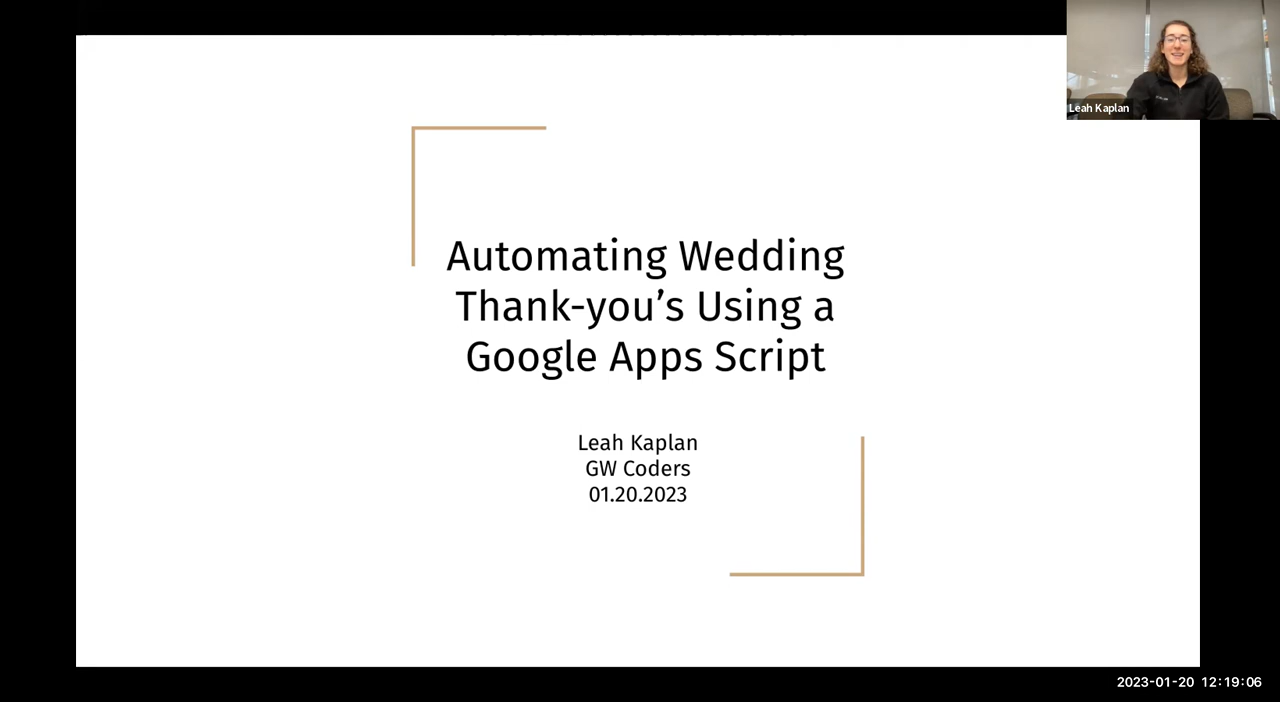 Leah Kaplan
Automating Wedding
Thank-you’s Using a
Google Apps Script
Leah Kaplan
GW Coders
01.20.2023
2023-01-20 12:19:06